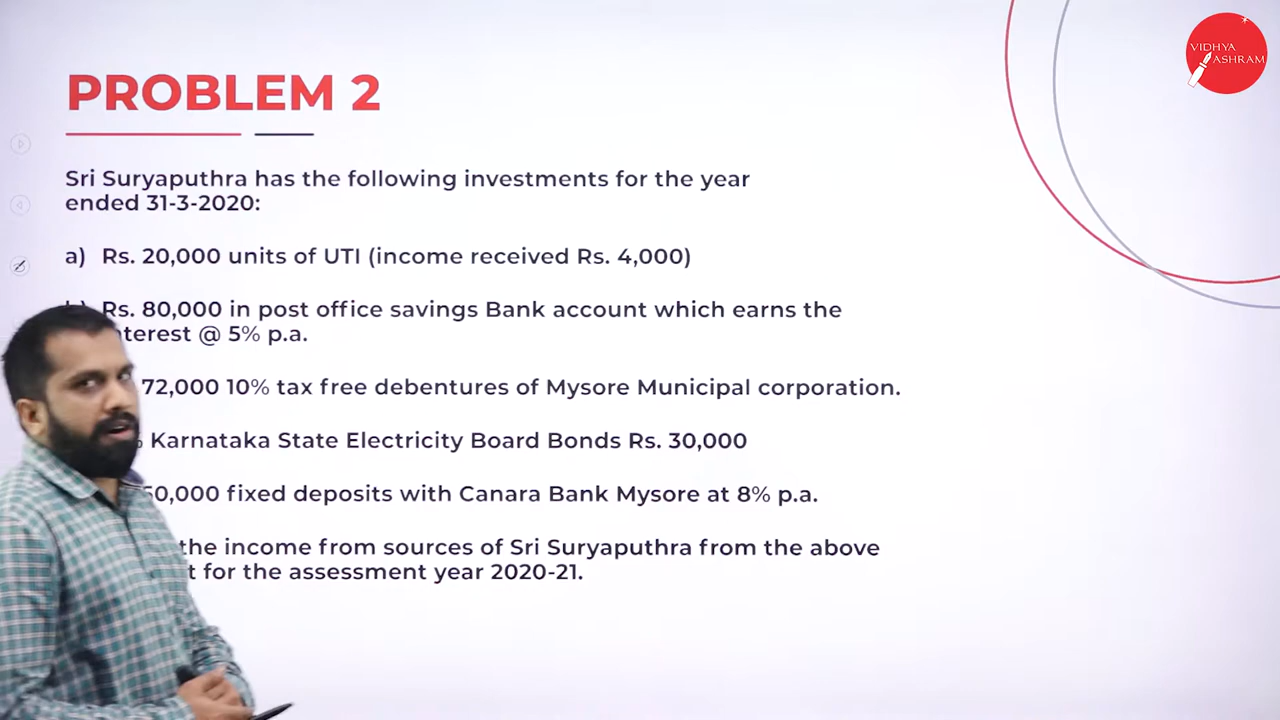 VIDHYA
ASHRAM
PROBLEM 2
Sri Suryaputhra has the following investments for the year
ended 31-3-2020:
a) Rs. 20,000 units of UTI (income received Rs. 4,000)
Rs. 80,000 in post office savings Bank account which earns the
@ 5% p.a.
72,000 10% tax free debentures of Mysore Municipal corporation.
Karnataka State Electricity Board Bonds Rs. 30,000
fixed deposits with Canara Bank Mysore at 8% p.a.
the income from sources of Sri Suryaputhra from the above
for the assessment year 2020-21.